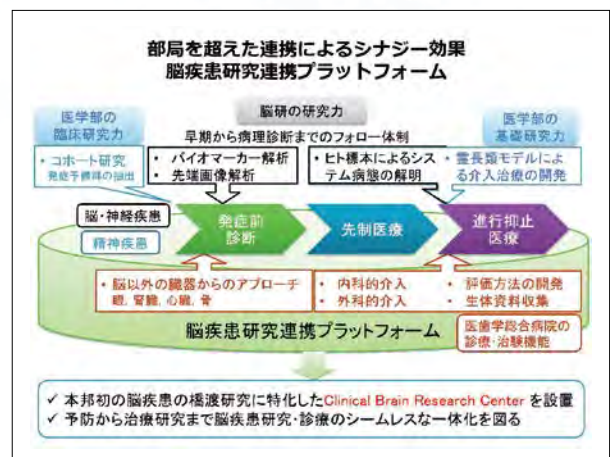 部局を超えた連携によるシナジー効果
脳疾患研究連携プラットフォーム
医学部の
臨床研究力
脳研の研究力
医学部の
基礎研究力
早期から病理診断までのフォロー体制
• コホート研究
発症予備群の抽出
• バイオマーカー解析
• 先端画像解析
• ヒト標本によるシス
テム病態の解明
• 霊長類モデルによ
る介入治療の開発
脳・神経疾患
精神疾患
発症前
診断
先制医療
進行抑止
医療
• 脳以外の臓器からのアプローチ
眼, 腎臓, 心臓, 骨
• 内科的介入
• 外科的介入
• 評価方法の開発
• 生体資料収集
脳疾患研究連携プラットフォーム
医歯学総合病院の
診療・治験機能
✓ 本邦初の脳疾患の橋渡研究に特化したClinical Brain Research Center を設置
✓ 予防から治療研究まで脳疾患研究・診療のシームレスな一体化を図る